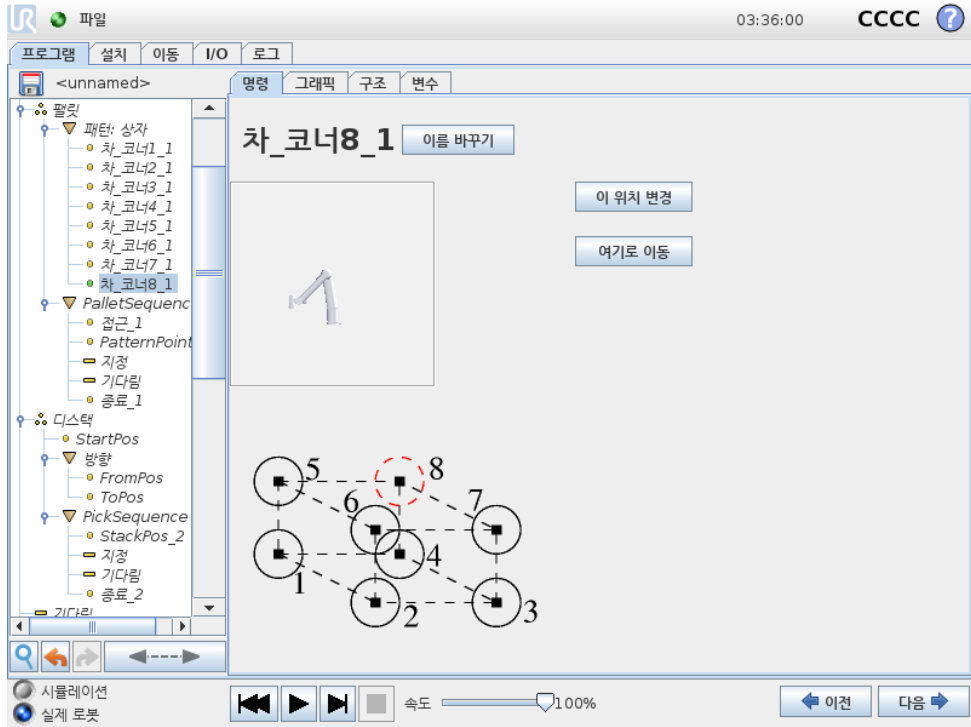 UR 파일 03:36:00 CCCC ?
프로그램 설치 이동 I/O 로그
<unnamed>
명령 그래픽 구조 변수
팰릿
패턴: 상자
차_코너1_1
차_코너2_1
차_코너3_1
차_코너4_1
차_코너5_1
차_코너6_1
차_코너7_1
차_코너8_1
PalletSequenc
접근_1
PatternPoint
지정
기다림
종료_1
디스택
StartPos
방향
FromPos
ToPos
PickSequence
StackPos_2
지정
기다림
종료_2
기다림
차_코너8_1 이름 바꾸기
이 위치 변경
여기로 이동
5 8
6 7
4
1
2 3
시뮬레이션
실제 로봇
속도 100%
이전 다음